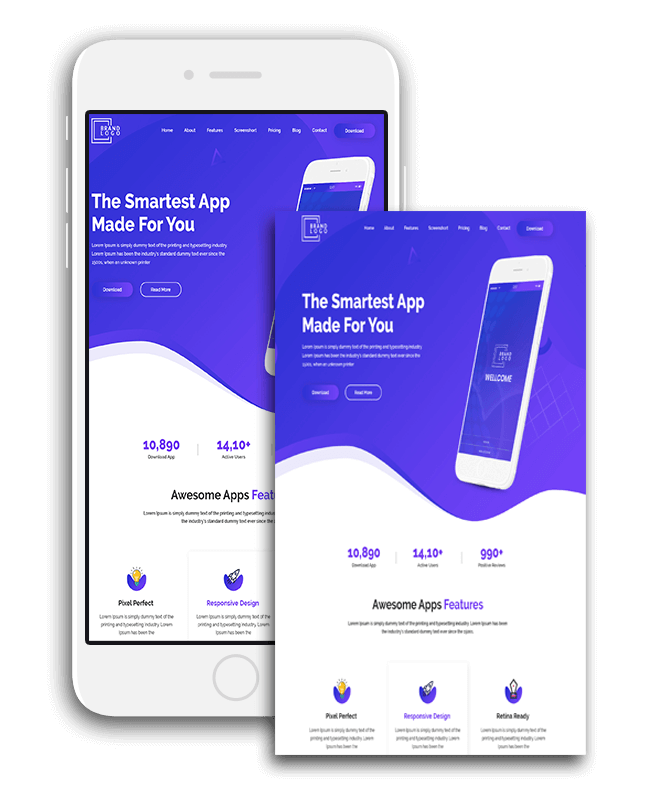 BRAND
LOGO
Home About Features Screenshort Pricing Blog Contact Download
The Smartest App
Made For You
Lorem Ipsum is simply dummy text of the printing and typesetting industry
Lorem Ipsum has been the industry's standard dummy text ever since the
1500s, when an unknown printer
Download Read More
10,890 14,10+
Download App Active Users
Awesome Apps Feat
Lorem Ipsum is simply dummy text of the printing and typesetting indust
the industry's standard dummy text ever since the
Pixel Perfect Responsive Design
Lorem Ipsum is simply dummy text of the Lorem Ipsum is simply dummy text of
printing and typesetting industry. Lorem printing and typesetting industry. Lorem
Ipsum has been the Ipsum has been the
BRAND
LOGO
Home About Features Screenshort Pricing Blog Contact Download
The Smartest App
Made For You
Lorem Ipsum is simply dummy text of the printing and typesetting industry
Lorem Ipsum has been the industry's standard dummy text ever since the
1500s, when an unknown printer
Download Read More
BRAND
LOGO
WELLCOME
10,890 14,10+ 990+
Download App Active Users Positive Reviews
Awesome Apps Features
Lorem Ipsum is simply dummy text of the printing and typesetting industry. Lorem Ipsum has been
the industry's standard dummy text ever since the 1500s.
Pixel Perfect Responsive Design Retina Ready
Lorem Ipsum is simply dummy text of the Lorem Ipsum is simply dummy text of the Lorem Ipsum is simply dummy text of the
printing and typesetting industry. Lorem printing and typesetting industry. Lorem printing and typesetting industry. Lorem
Ipsum has been the Ipsum has been the Ipsum has been the